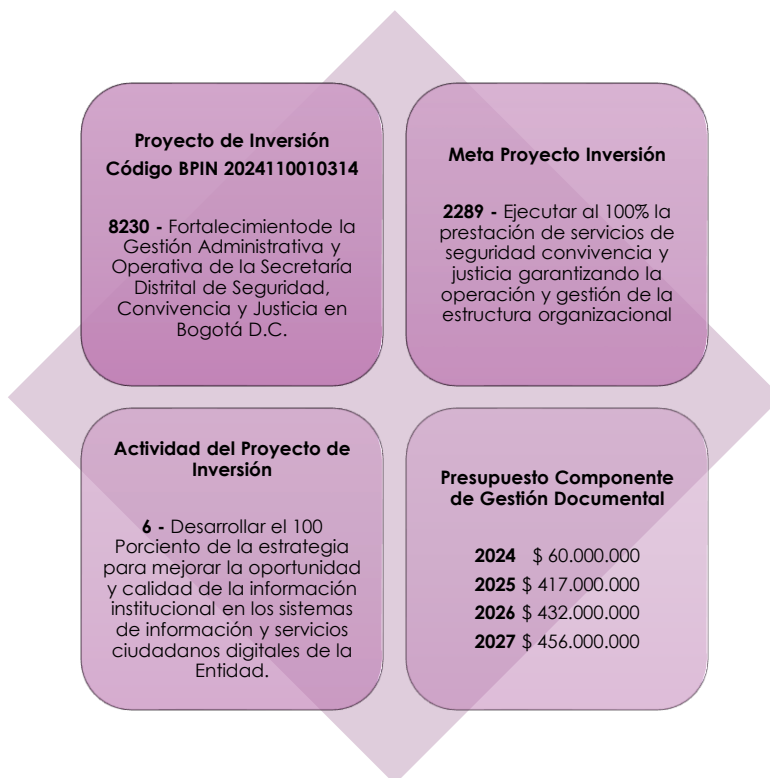 Proyecto de Inversión
Código BPIN 2024110010314
8230 - Fortalecimientode la
Gestión Administrativa y
Operativa de la Secretaría
Distrital de Seguridad,
Convivencia y Justicia en
Bogotá D.C.
Meta Proyecto Inversión
2289 - Ejecutar al 100% la
prestación de servicios de
seguridad convivencia y
justicia garantizando la
operación y gestión de la
estructura organizacional
Actividad del Proyecto de
Inversión
6 - Desarrollar el 100
Porciento de la estrategia
para mejorar la oportunidad
y calidad de la información
institucional en los sistemas
de información y servicios
ciudadanos digitales de la
Entidad.
Presupuesto Componente
de Gestión Documental
2024 $ 60.000.000
2025 $ 417.000.000
2026 $ 432.000.000
2027 $ 456.000.000